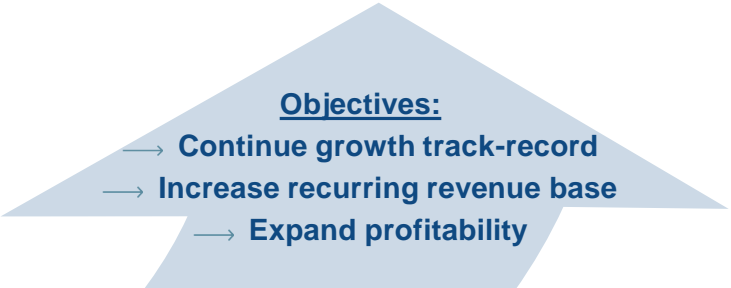 Objectives:
→ Continue growth track-record
→ Increase recurring revenue base
→ Expand profitability